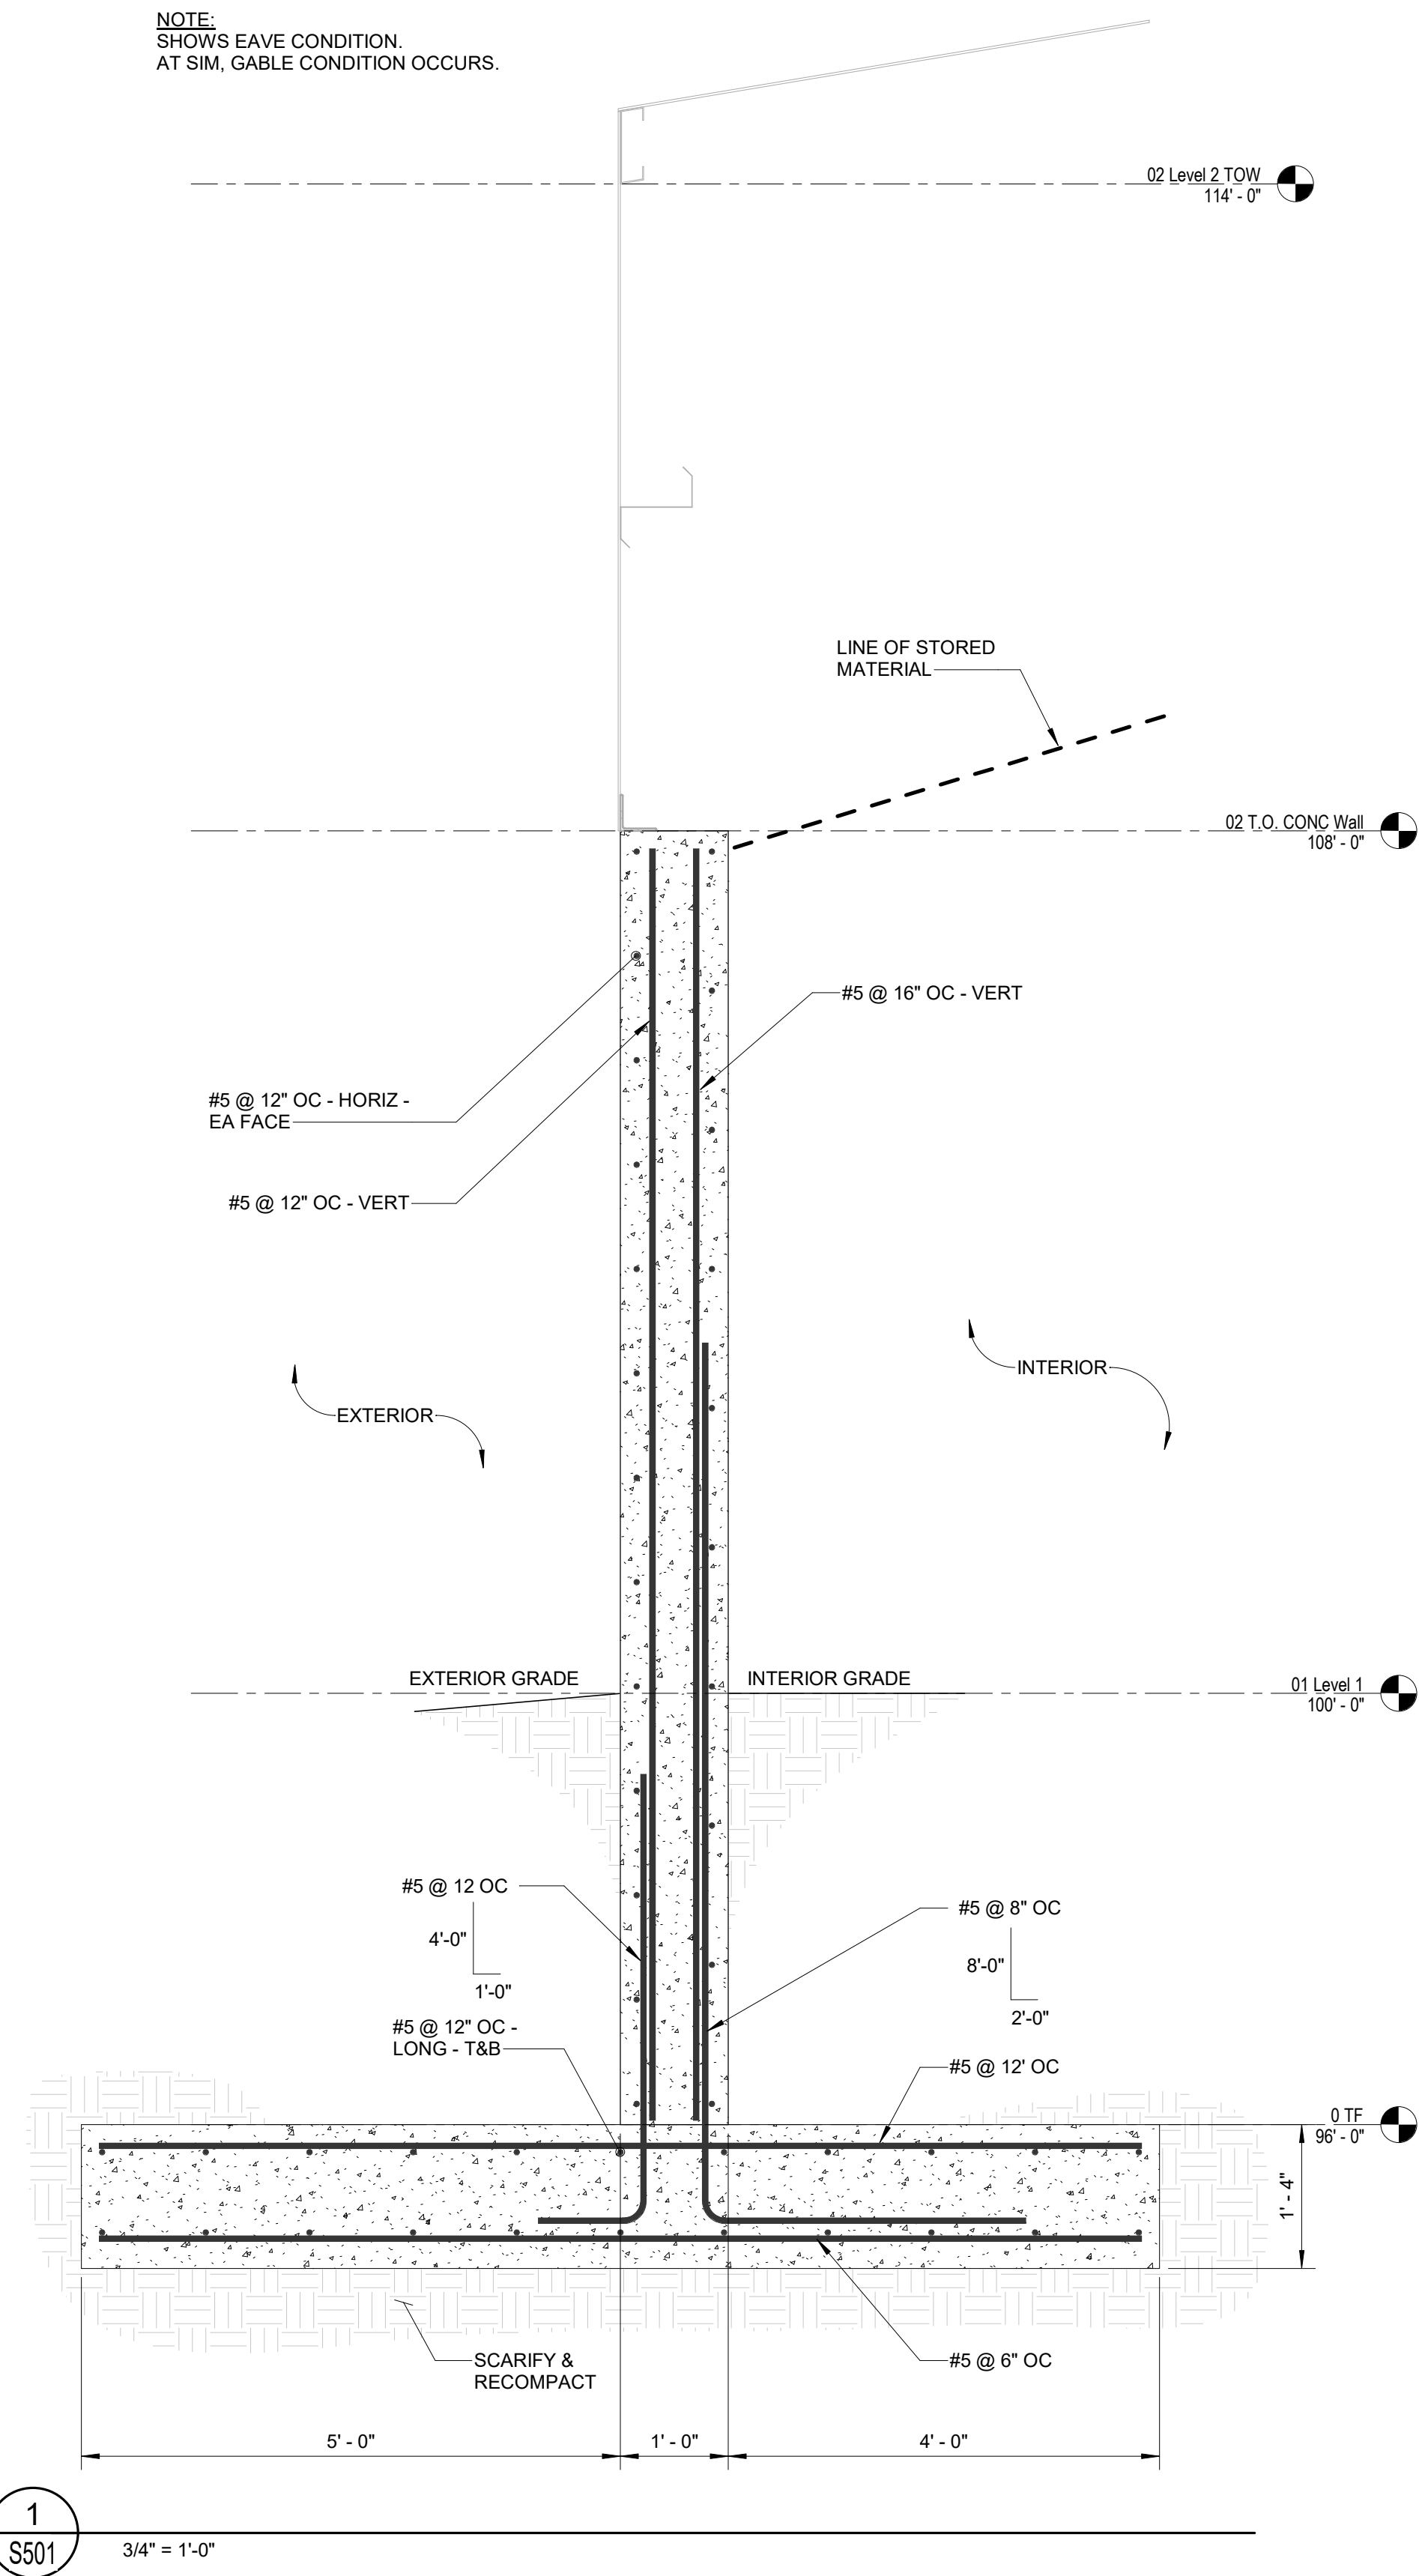 NOTE:
SHOWS EAVE CONDITION.
AT SIM, GABLE CONDITION OCCURS.
02 Level 2 TOW
114' - 0"
LINE OF STORED
MATERIAL
02 T.O. CONC Wall
108' - 0"
#5 @ 16" OC - VERT
#5 @ 12" OC - HORIZ -
EA FACE
#5 @ 12" OC - VERT
INTERIOR
EXTERIOR
EXTERIOR GRADE
INTERIOR GRADE
01 Level 1
100' - 0"
#5 @ 12 OC
4'-0"
1'-0"
#5 @ 8" OC
8'-0"
2'-0"
#5 @ 12" OC -
LONG - T&B
#5 @ 12' OC
0 TF
96' - 0"
1' - 4"
SCARIFY &
RECOMPACT
#5 @ 6" OC
5' - 0"
1' - 0"
4' - 0"
1
S501
3/4" = 1'-0"